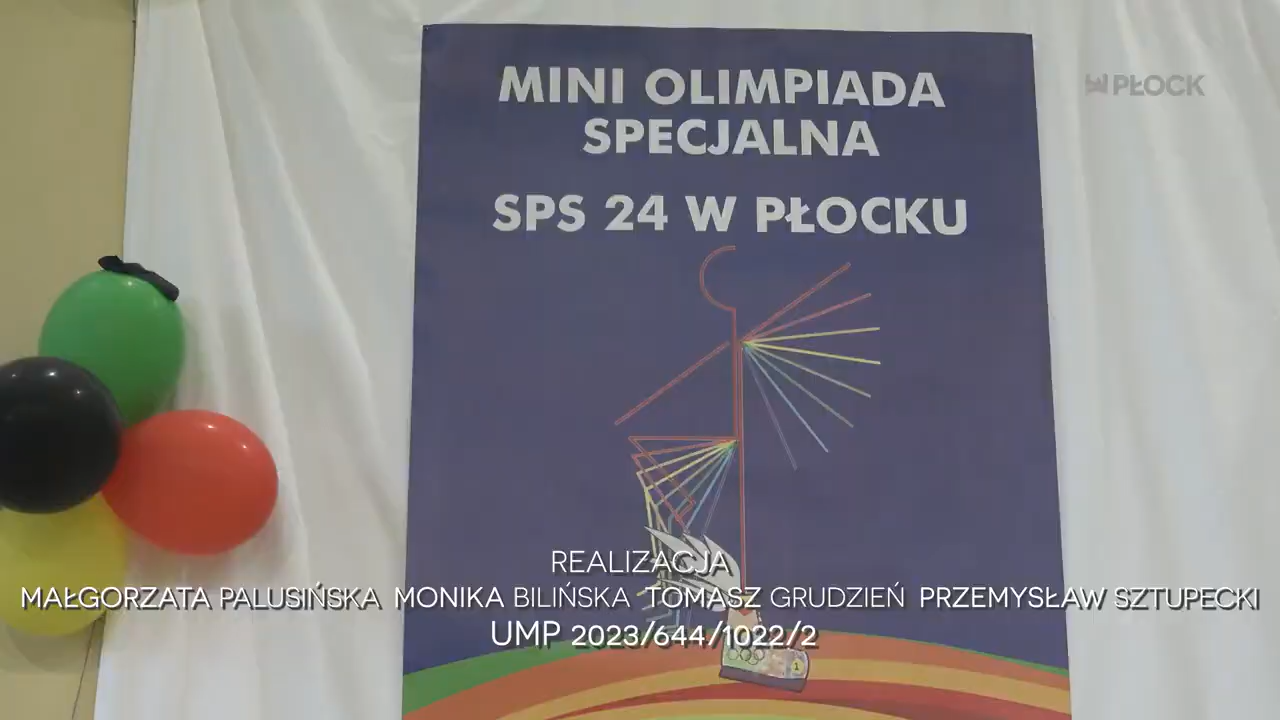 MINI OLIMPIADA
SPECJALNA
SPS 24 W PŁOCKU
PŁOCK
REALIZACJA
MAŁGORZATA PALUSIŃSKA MONIKA BILIŃSKA TOMASZ GRUDZIEŃ PRZEMYSŁAW SZTUPECKI
UMP 2023/644/1022/2
1